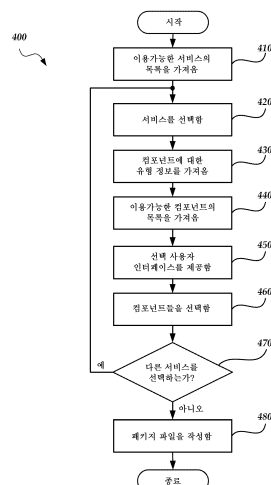 400
시작
410
이용가능한 서비스의
목록을 가져옴
420
서비스를 선택함
430
컴포넌트에 대한
유형 정보를 가져옴
440
이용가능한 컴포넌트의
목록을 가져옴
450
선택 사용자
인터페이스를 제공함
460
컴포넌트들을 선택함
470
다른 서비스를
선택하는가?
예
아니오
480
패키지 파일을 작성함
종료